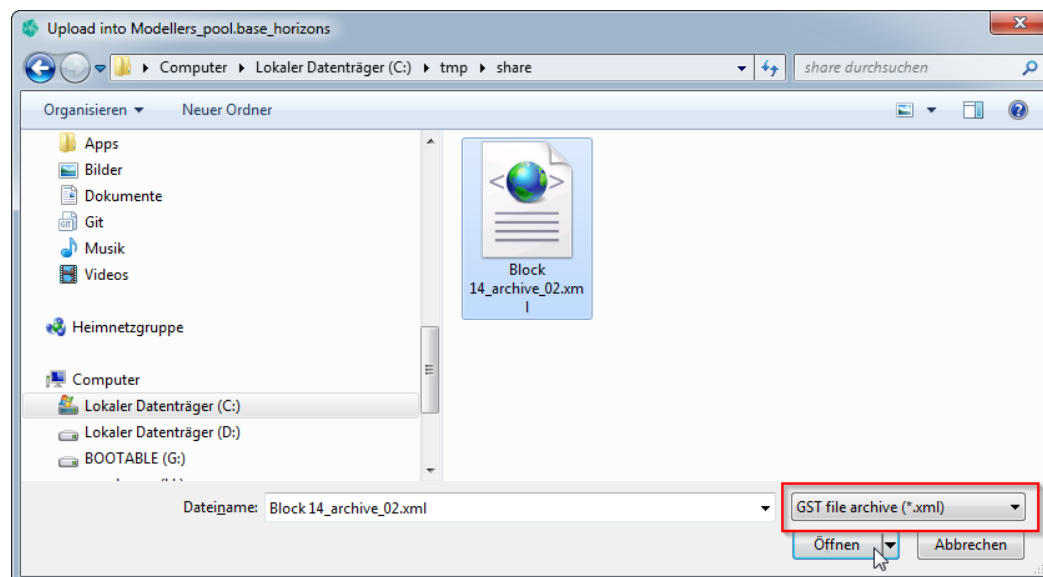 Upload into Modellers_pool.base_horizons
Computer Lokaler Datenträger (C:) tmp share
share durchsuchen
Organisieren Neuer Ordner
Apps
Bilder
Dokumente
Git
Musik
Videos
Heimnetzgruppe
Computer
Lokaler Datenträger (C:)
Lokaler Datenträger (D:)
BOOTABLE (G:)
Block
14_archive_02.xm
l
Dateiname: Block 14_archive_02.xml
GST file archive (*.xml)
Öffnen Abbrechen